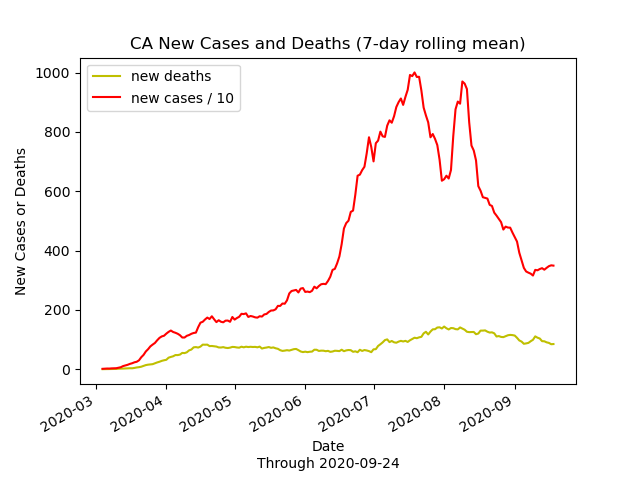 CA New Cases and Deaths (7-day rolling mean)
new deaths
new cases / 10
1000
800
600
400
200
0
New Cases or Deaths
2020-03
2020-04
2020-05
2020-06
2020-07
2020-08
2020-09
Date
Through 2020-09-24